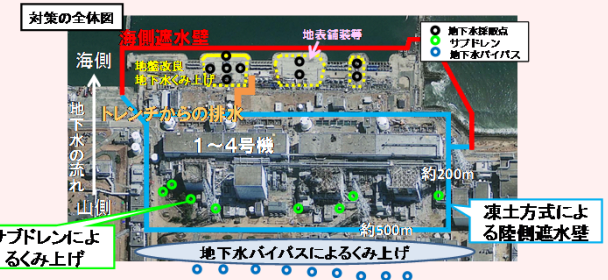 対策の全体図
海側遮水壁
地表舗装等
地下水採取点
サブドレン
地下水バイパス
海側
地盤改良
地下水くみ上げ
トレンチからの排水
地下水の流れ
1～4号機
約200m
山側
約500m
サブドレンによ
るくみ上げ
凍土方式によ
る陸側遮水壁
地下水バイパスによるくみ上げ